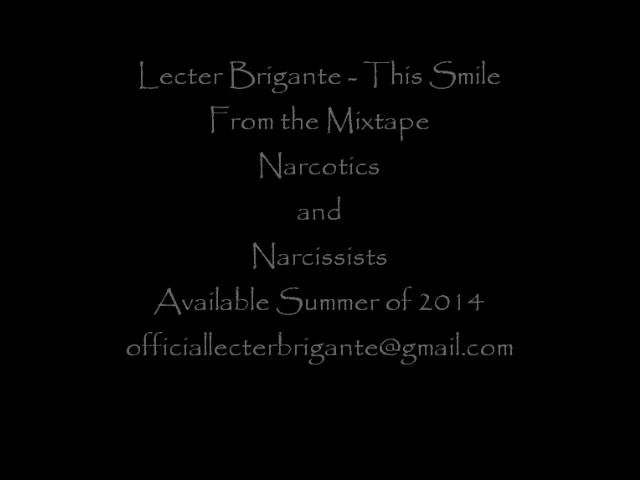 Lecter Brigante - This Smile
From the Mixtape
Narcotics
and
Narcissists
Available Summer of 2014
officiallecterbrigante@gmail.com